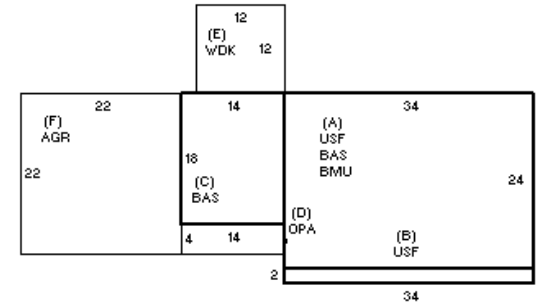 12
(E)
WDK 12
22 14 34
(F)
AGR
(A)
USF
BAS
BMU
18
22
24
(C)
BAS
(D)
OPA
(B)
USF
4 14
2
34